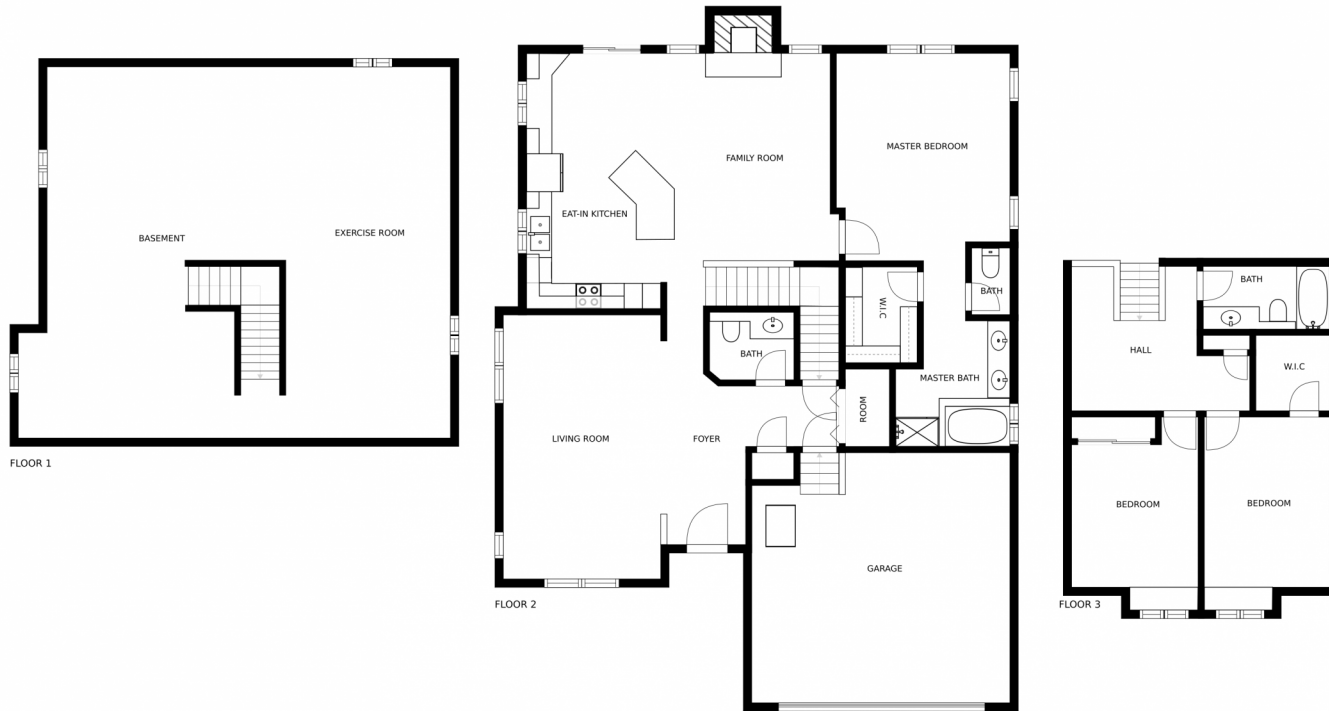 BASEMENT
EXERCISE ROOM
FLOOR 1
FAMILY ROOM
MASTER BEDROOM
EAT-IN KITCHEN
BATH
W.I.C
BATH
MASTER BATH
ROOM
LIVING ROOM
FOYER
GARAGE
FLOOR 2
BATH
HALL
W.I.C
BEDROOM
BEDROOM
FLOOR 3